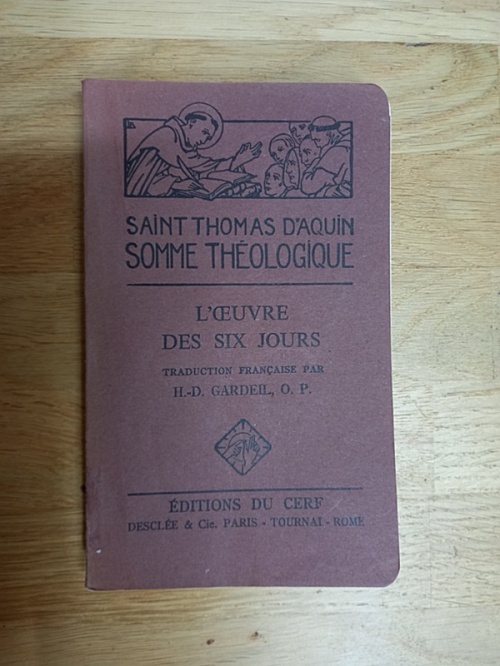 SAINT THOMAS D'AQUIN
SOMME THÉOLOGIQUE
L'ŒUVRE
DES SIX JOURS
TRADUCTION FRANÇAISE PAR
H.-D. GARDEIL, O. P.
ÉDITIONS DU CERF
DESCLÉE & Cie. PARIS - TOURNAI - ROME